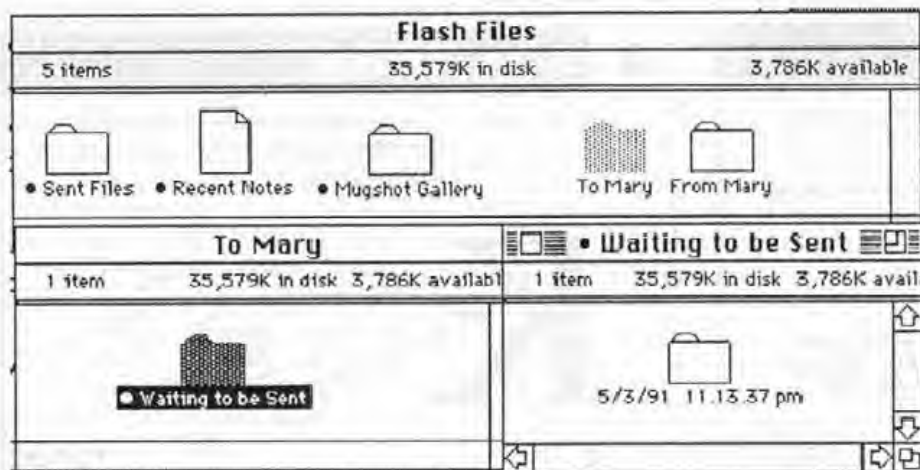 Flash Files
5 items 35,579K in disk 3,786K available
• Sent Files • Recent Notes • Mugshot Gallery To Mary From Mary
To Mary
1 item 35,579K in disk 3,786K availabl
• Waiting to be Sent
• Waiting to be Sent
1 item 35,579K in disk 3,786K avail
5/3/91 11.13.37 pm